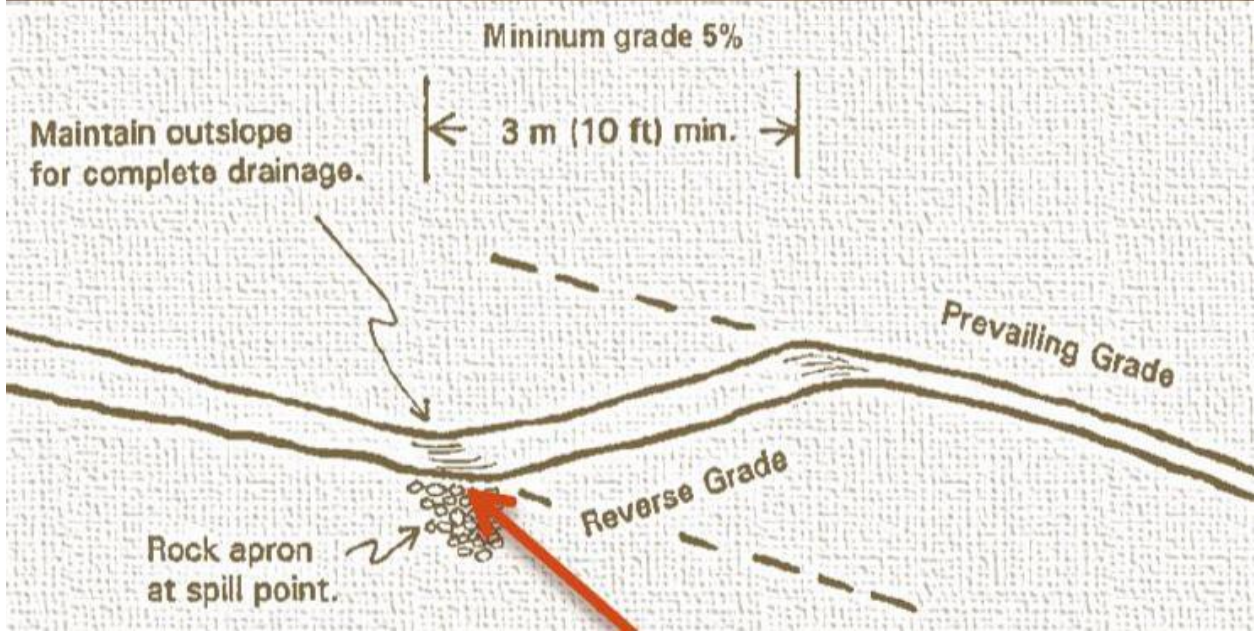 Mininum grade 5%
3 m (10 ft) min.
Maintain outslope
for complete drainage.
Prevailing Grade
Reverse Grade
Rock apron
at spill point.